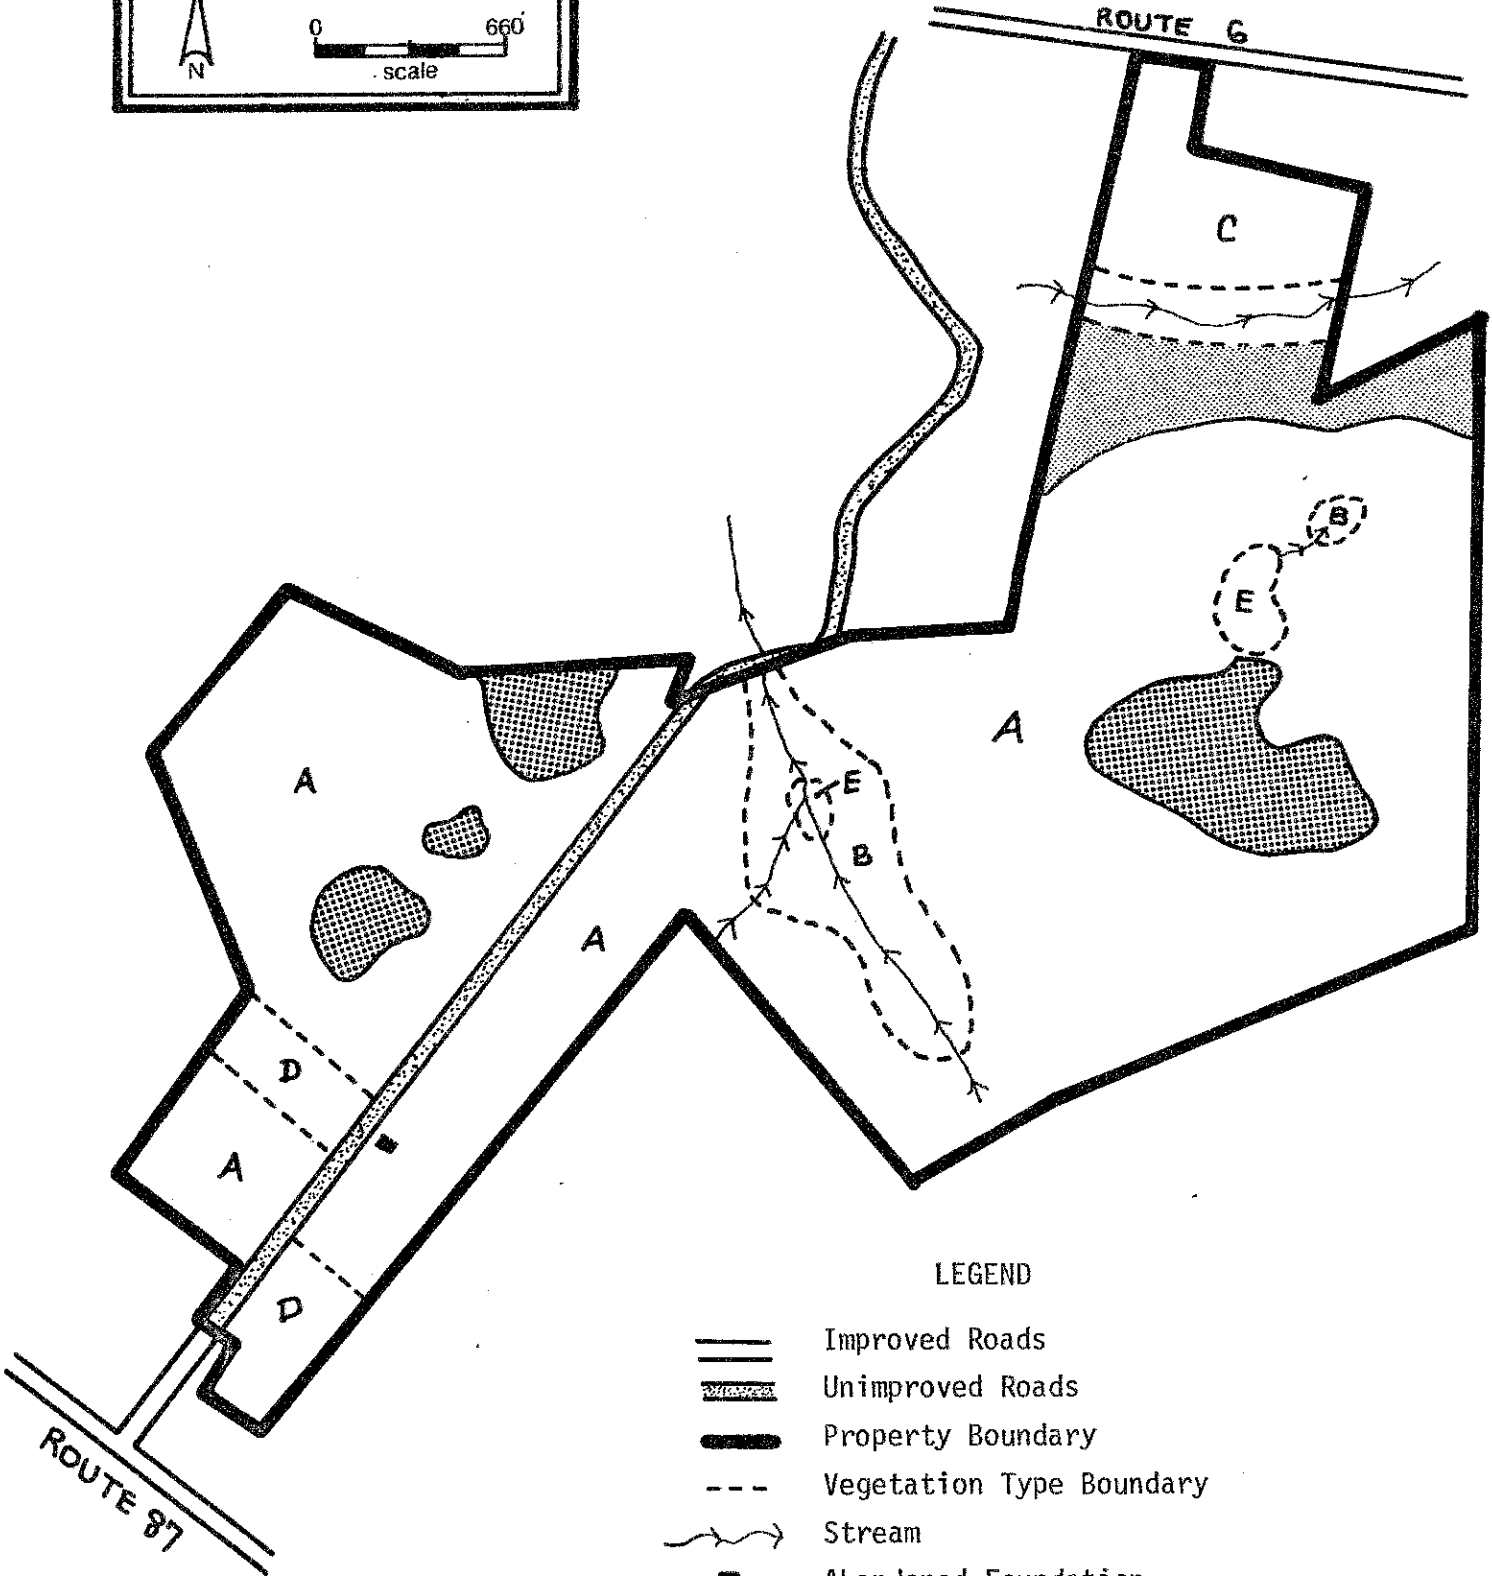 0 660'
scale
N
ROUTE 6
C
B
E
A
A
E
B
A
D
A
D
ROUTE 87
LEGEND
Improved Roads
Unimproved Roads
Property Boundary
Vegetation Type Boundary
Stream